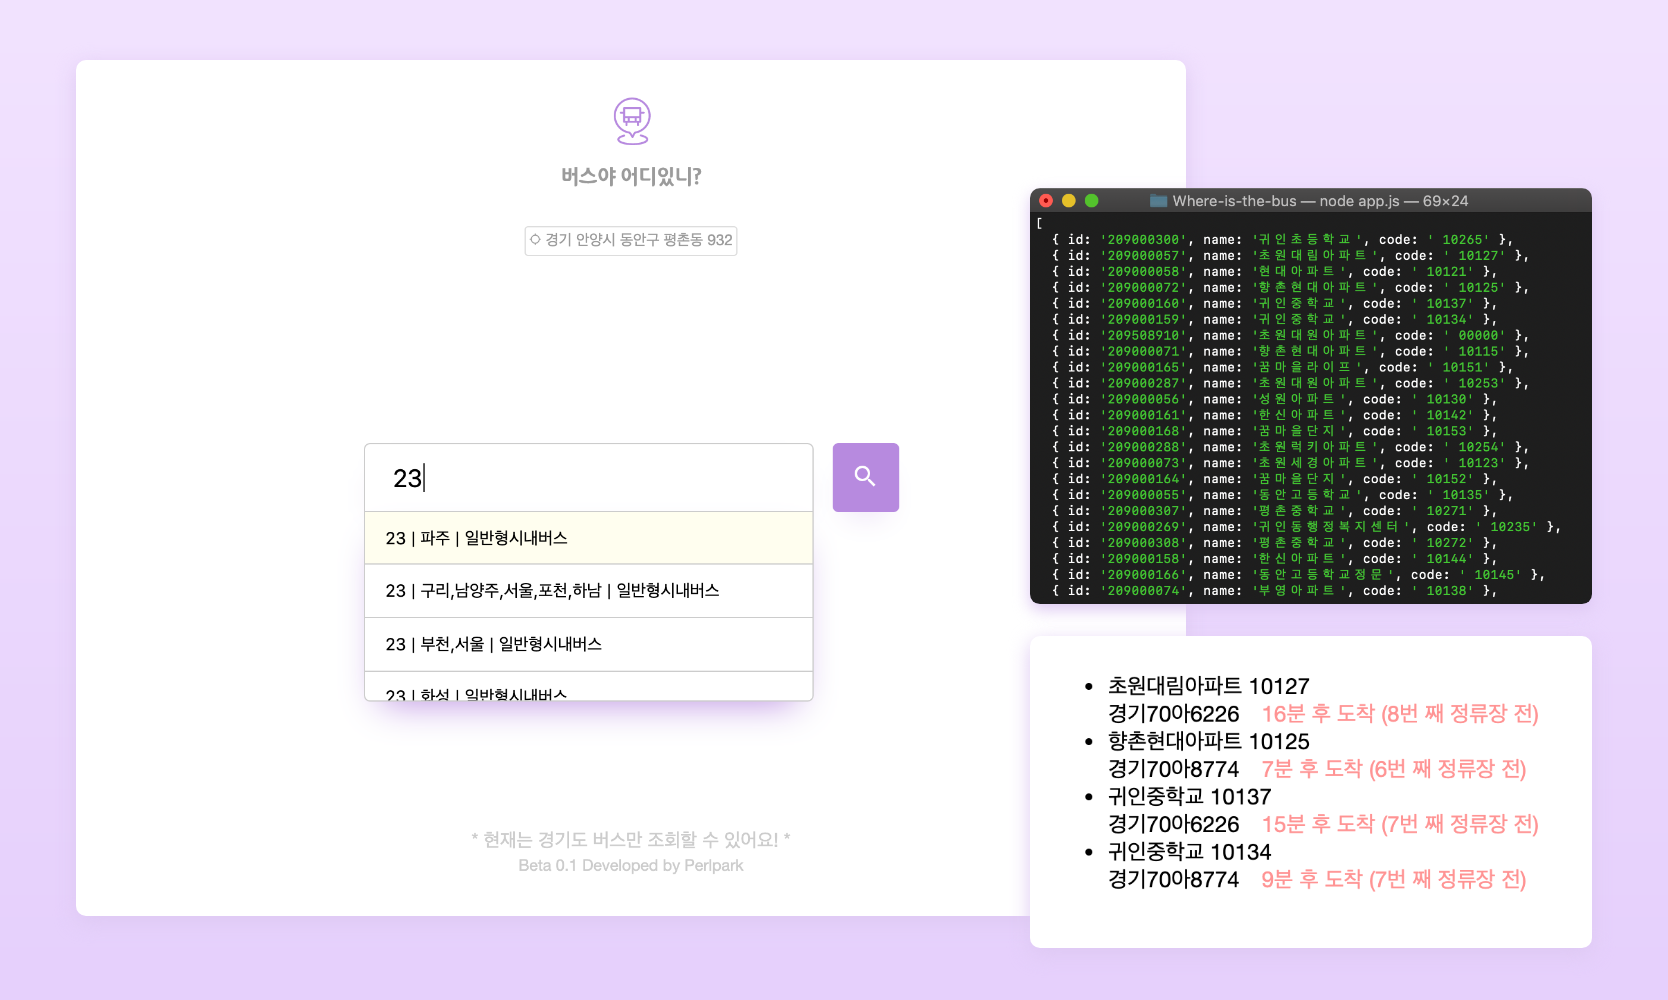 버스야 어디있니?
경기 안양시 동안구 평촌동 932
23
23 | 파주 | 일반형시내버스
23 | 구리,남양주,서울,포천,하남 | 일반형시내버스
23 | 부천,서울 | 일반형시내버스
23 | 화성 | 일반형시내버스
* 현재는 경기도 버스만 조회할 수 있어요! *
Beta 0.1 Developed by Perlpark
Where-is-the-bus — node app.js — 69×24
[
{ id: '209000300', name: '귀인초등학교', code: ' 10265' },
{ id: '209000057', name: '초원대림아파트', code: ' 10127' },
{ id: '209000058', name: '현대아파트', code: ' 10121' },
{ id: '209000072', name: '향촌현대아파트', code: ' 10125' },
{ id: '209000160', name: '귀인중학교', code: ' 10137' },
{ id: '209000159', name: '귀인중학교', code: ' 10134' },
{ id: '209508910', name: '초원대원아파트', code: ' 00000' },
{ id: '209000071', name: '향촌현대아파트', code: ' 10115' },
{ id: '209000165', name: '꿈마을라이프', code: ' 10151' },
{ id: '209000287', name: '초원대원아파트', code: ' 10253' },
{ id: '209000056', name: '성원아파트', code: ' 10130' },
{ id: '209000161', name: '한신아파트', code: ' 10142' },
{ id: '209000168', name: '꿈마을단지', code: ' 10153' },
{ id: '209000288', name: '초원럭키아파트', code: ' 10254' },
{ id: '209000073', name: '초원세경아파트', code: ' 10123' },
{ id: '209000164', name: '꿈마을단지', code: ' 10152' },
{ id: '209000055', name: '동안고등학교', code: ' 10135' },
{ id: '209000307', name: '평촌중학교', code: ' 10271' },
{ id: '209000269', name: '귀인동행정복지센터', code: ' 10235' },
{ id: '209000308', name: '평촌중학교', code: ' 10272' },
{ id: '209000158', name: '한신아파트', code: ' 10144' },
{ id: '209000166', name: '동안고등학교정문', code: ' 10145' },
{ id: '209000074', name: '부영아파트', code: ' 10138' },
• 초원대림아파트 10127
경기70아6226 16분 후 도착 (8번 째 정류장 전)
• 향촌현대아파트 10125
경기70아8774 7분 후 도착 (6번 째 정류장 전)
• 귀인중학교 10137
경기70아6226 15분 후 도착 (7번 째 정류장 전)
• 귀인중학교 10134
경기70아8774 9분 후 도착 (7번 째 정류장 전)